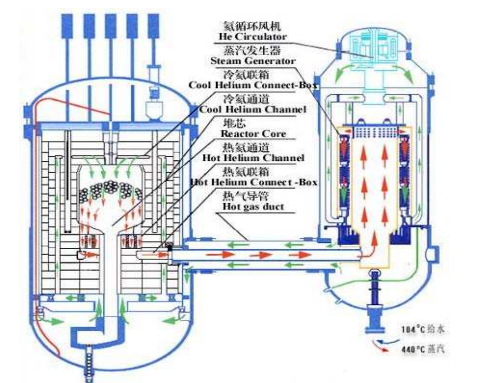 氦循环风机
He Circulator
蒸汽发生器
Steam Generator
冷氦联箱
Cool Helium Connect-Box
冷氦通道
Cool Helium Channel
堆芯
Reactor Core
热氦通道
Hot Helium Channel
热氦联箱
Hot Helium Connect -Box
热气导管
Hot gas duct
104°C给水
440°C蒸汽